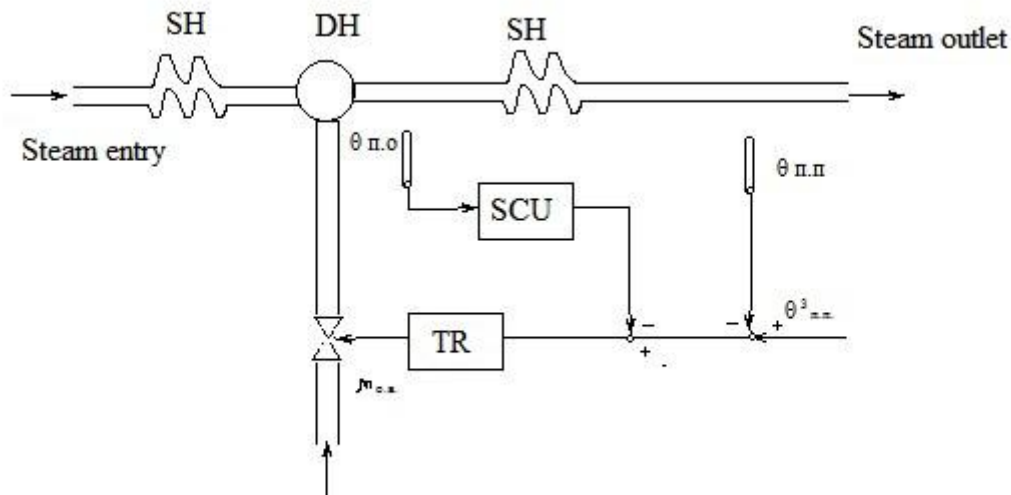 SH
DH
SH
Steam outlet
Steam entry
θ п.о
θ п.п
SCU
−
− +
θ³ п.п.
TR
+ .